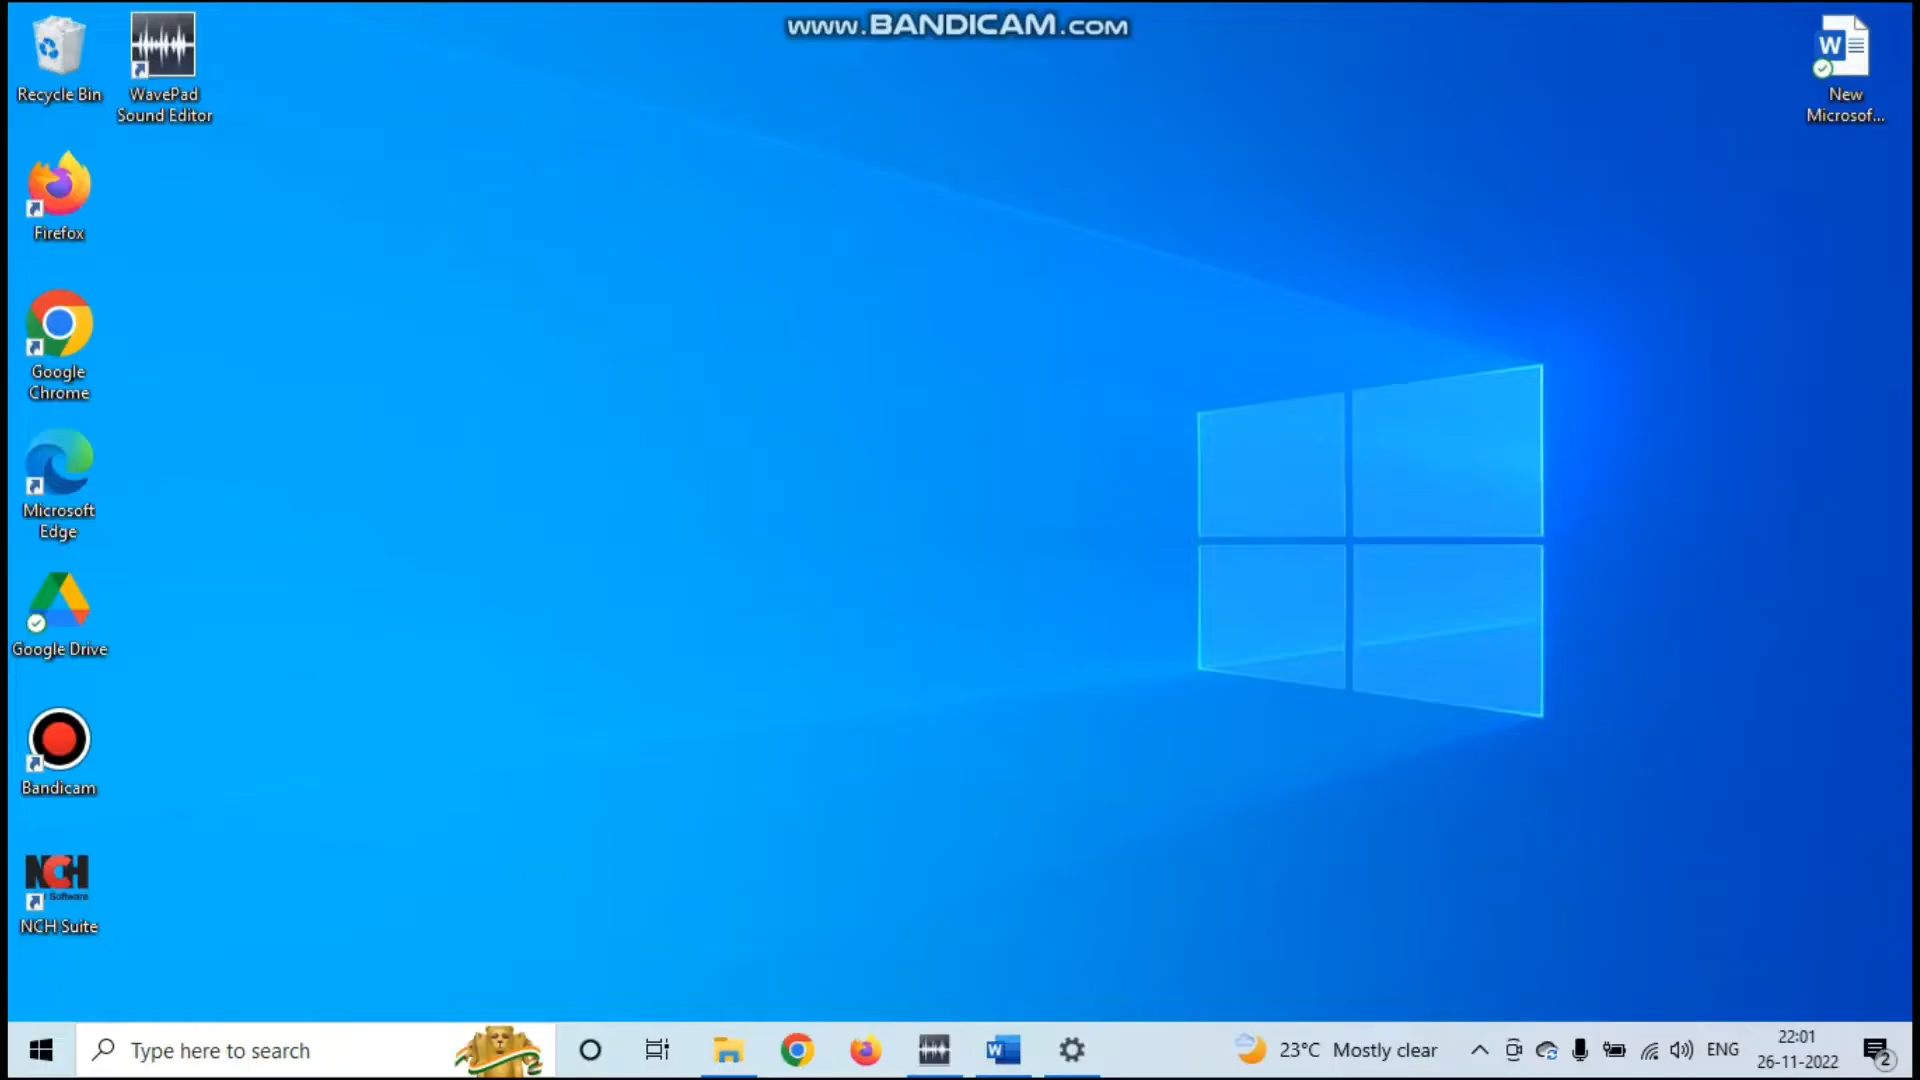 www.BANDICAM.com
Recycle Bin
WavePad
Sound Editor
New
Microsof...
W
Firefox
Google
Chrome
Microsoft
Edge
Google Drive
Bandicam
NCH
Software
NCH Suite
Type here to search
W
23°C Mostly clear
ENG
22:01
26-11-2022
2